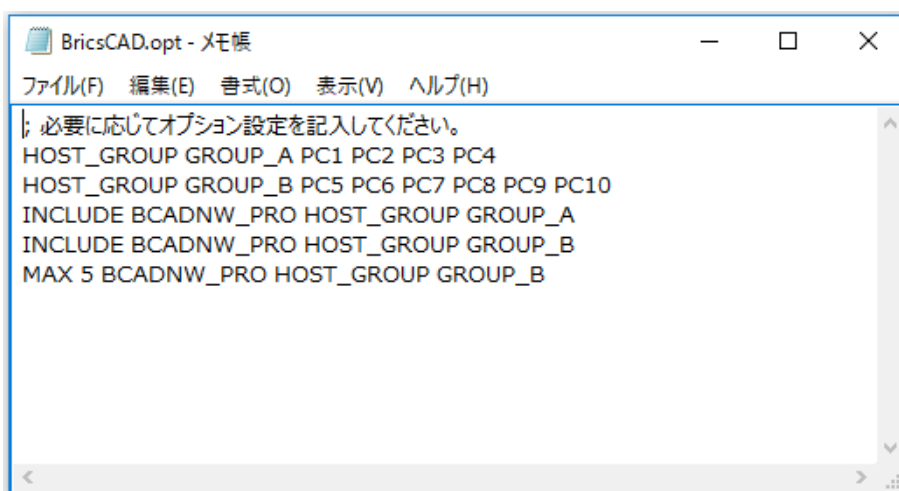 BricsCAD.opt - メモ帳
ファイル(F) 編集(E) 書式(O) 表示(V) ヘルプ(H)
; 必要に応じてオプション設定を記入してください。
HOST_GROUP GROUP_A PC1 PC2 PC3 PC4
HOST_GROUP GROUP_B PC5 PC6 PC7 PC8 PC9 PC10
INCLUDE BCADNW_PRO HOST_GROUP GROUP_A
INCLUDE BCADNW_PRO HOST_GROUP GROUP_B
MAX 5 BCADNW_PRO HOST_GROUP GROUP_B